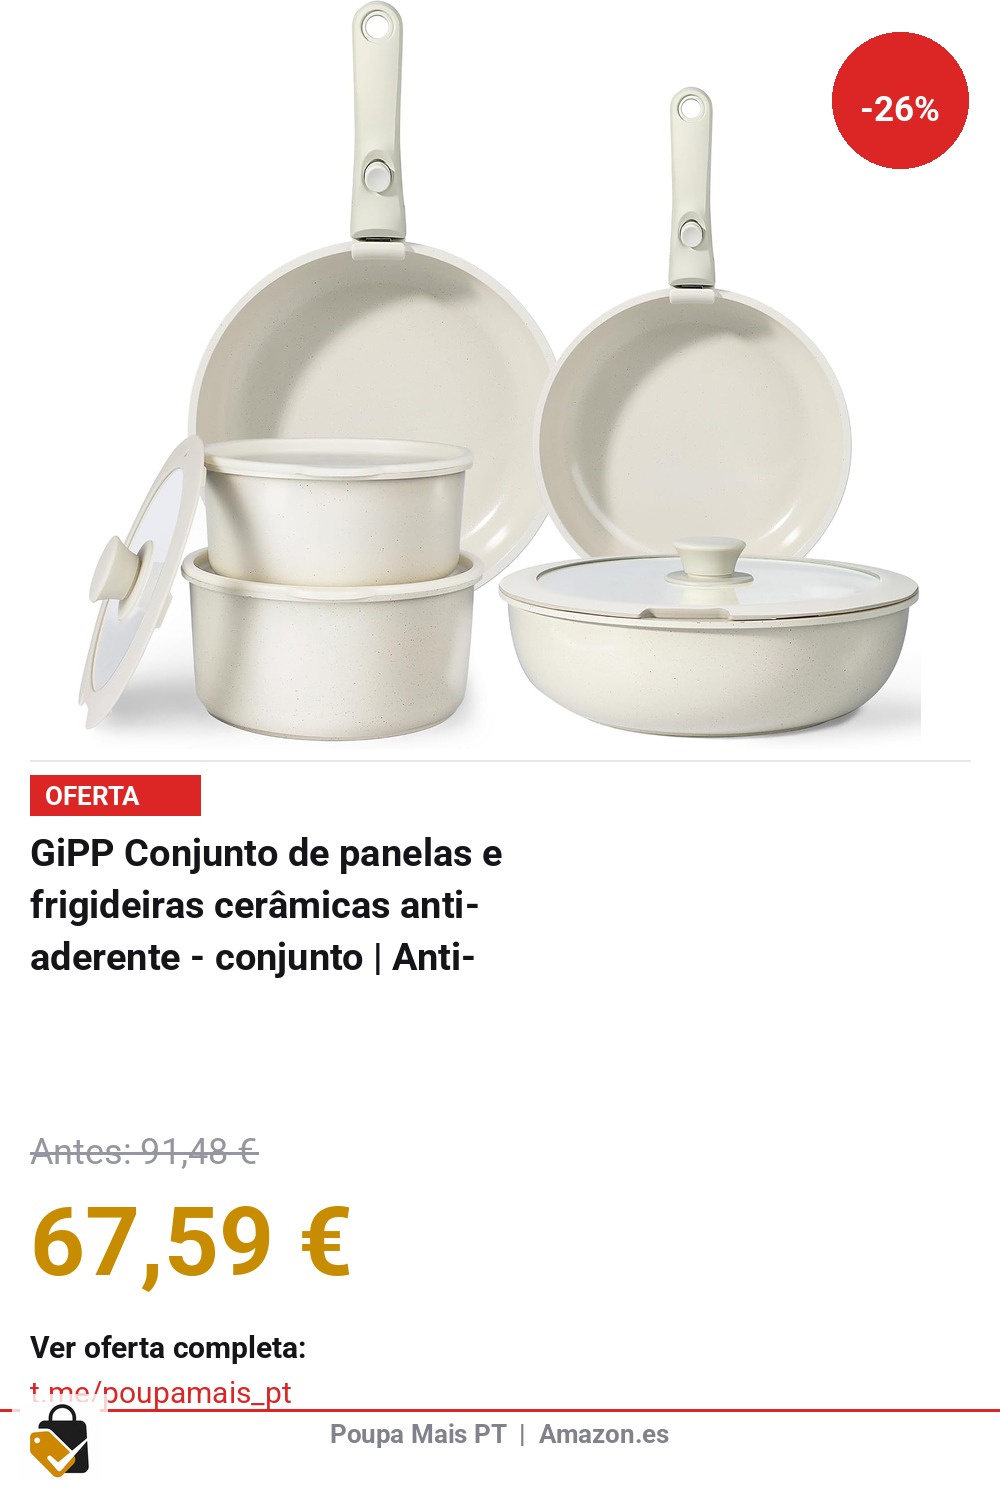 -26%
OFERTA
GiPP Conjunto de panelas e
frigideiras cerâmicas anti-
aderente - conjunto | Anti-
Antes: 91,48 €
67,59 €
Ver oferta completa:
t.me/poupamais_pt
Poupa Mais PT | Amazon.es